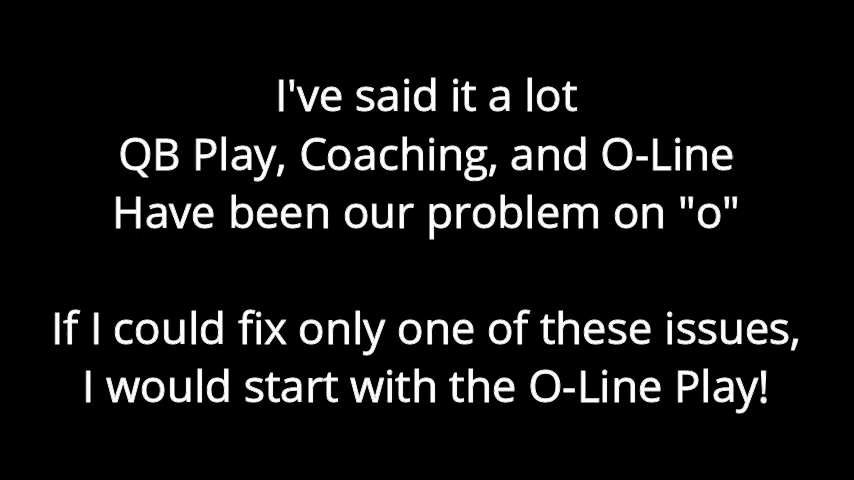 I've said it a lot
QB Play, Coaching, and O-Line
Have been our problem on "o"
If I could fix only one of these issues,
I would start with the O-Line Play!